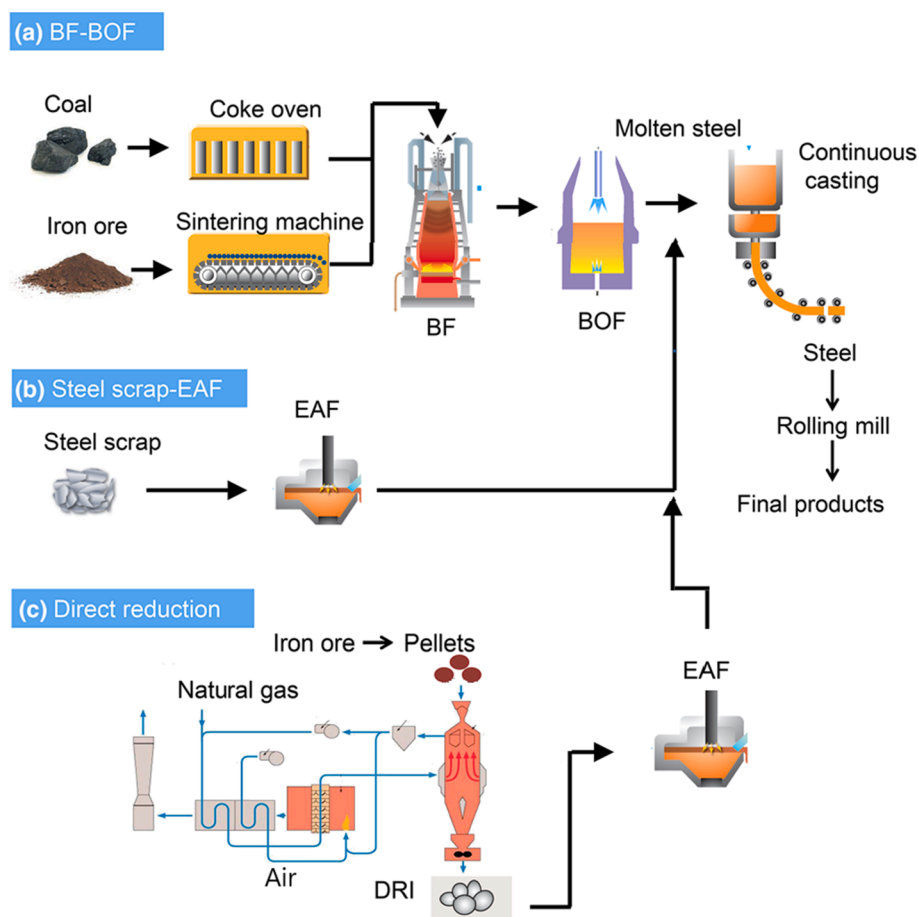 (a) BF-BOF
Coal
Coke oven
Molten steel
Continuous
casting
Iron ore
Sintering machine
BF
BOF
Steel
(b) Steel scrap-EAF
EAF
Rolling mill
Steel scrap
Final products
(c) Direct reduction
Iron ore
Pellets
EAF
Natural gas
Air
DRI